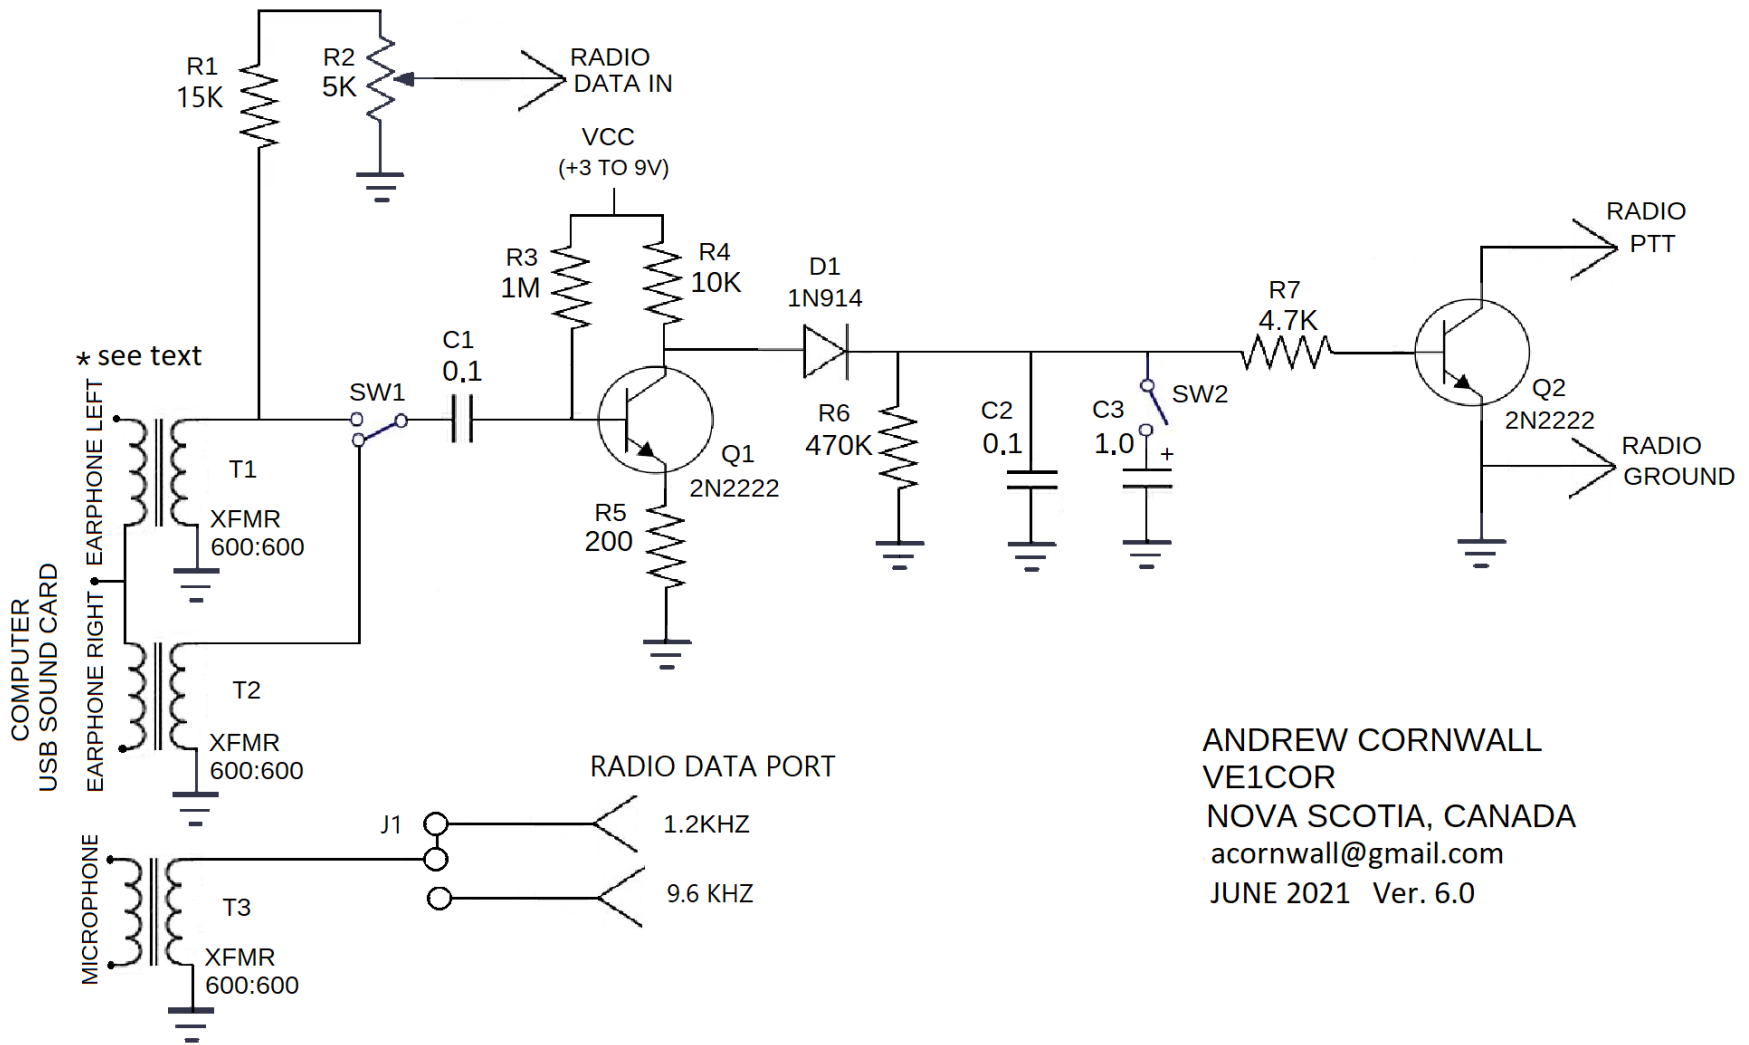 R1
15K
R2
5K
RADIO
DATA IN
VCC
(+3 TO 9V)
R3
1M
R4
10K
D1
1N914
R7
4.7K
RADIO
PTT
* see text
C1
0.1
SW1
R6
470K
C2
0.1
C3
1.0
+
SW2
Q2
2N2222
RADIO
GROUND
Q1
2N2222
R5
200
EARPHONE LEFT
T1
XFMR
600:600
COMPUTER
USB SOUND CARD
EARPHONE RIGHT
T2
XFMR
600:600
RADIO DATA PORT
J1
1.2KHZ
9.6 KHZ
MICROPHONE
T3
XFMR
600:600
ANDREW CORNWALL
VE1COR
NOVA SCOTIA, CANADA
acornwall@gmail.com
JUNE 2021 Ver. 6.0